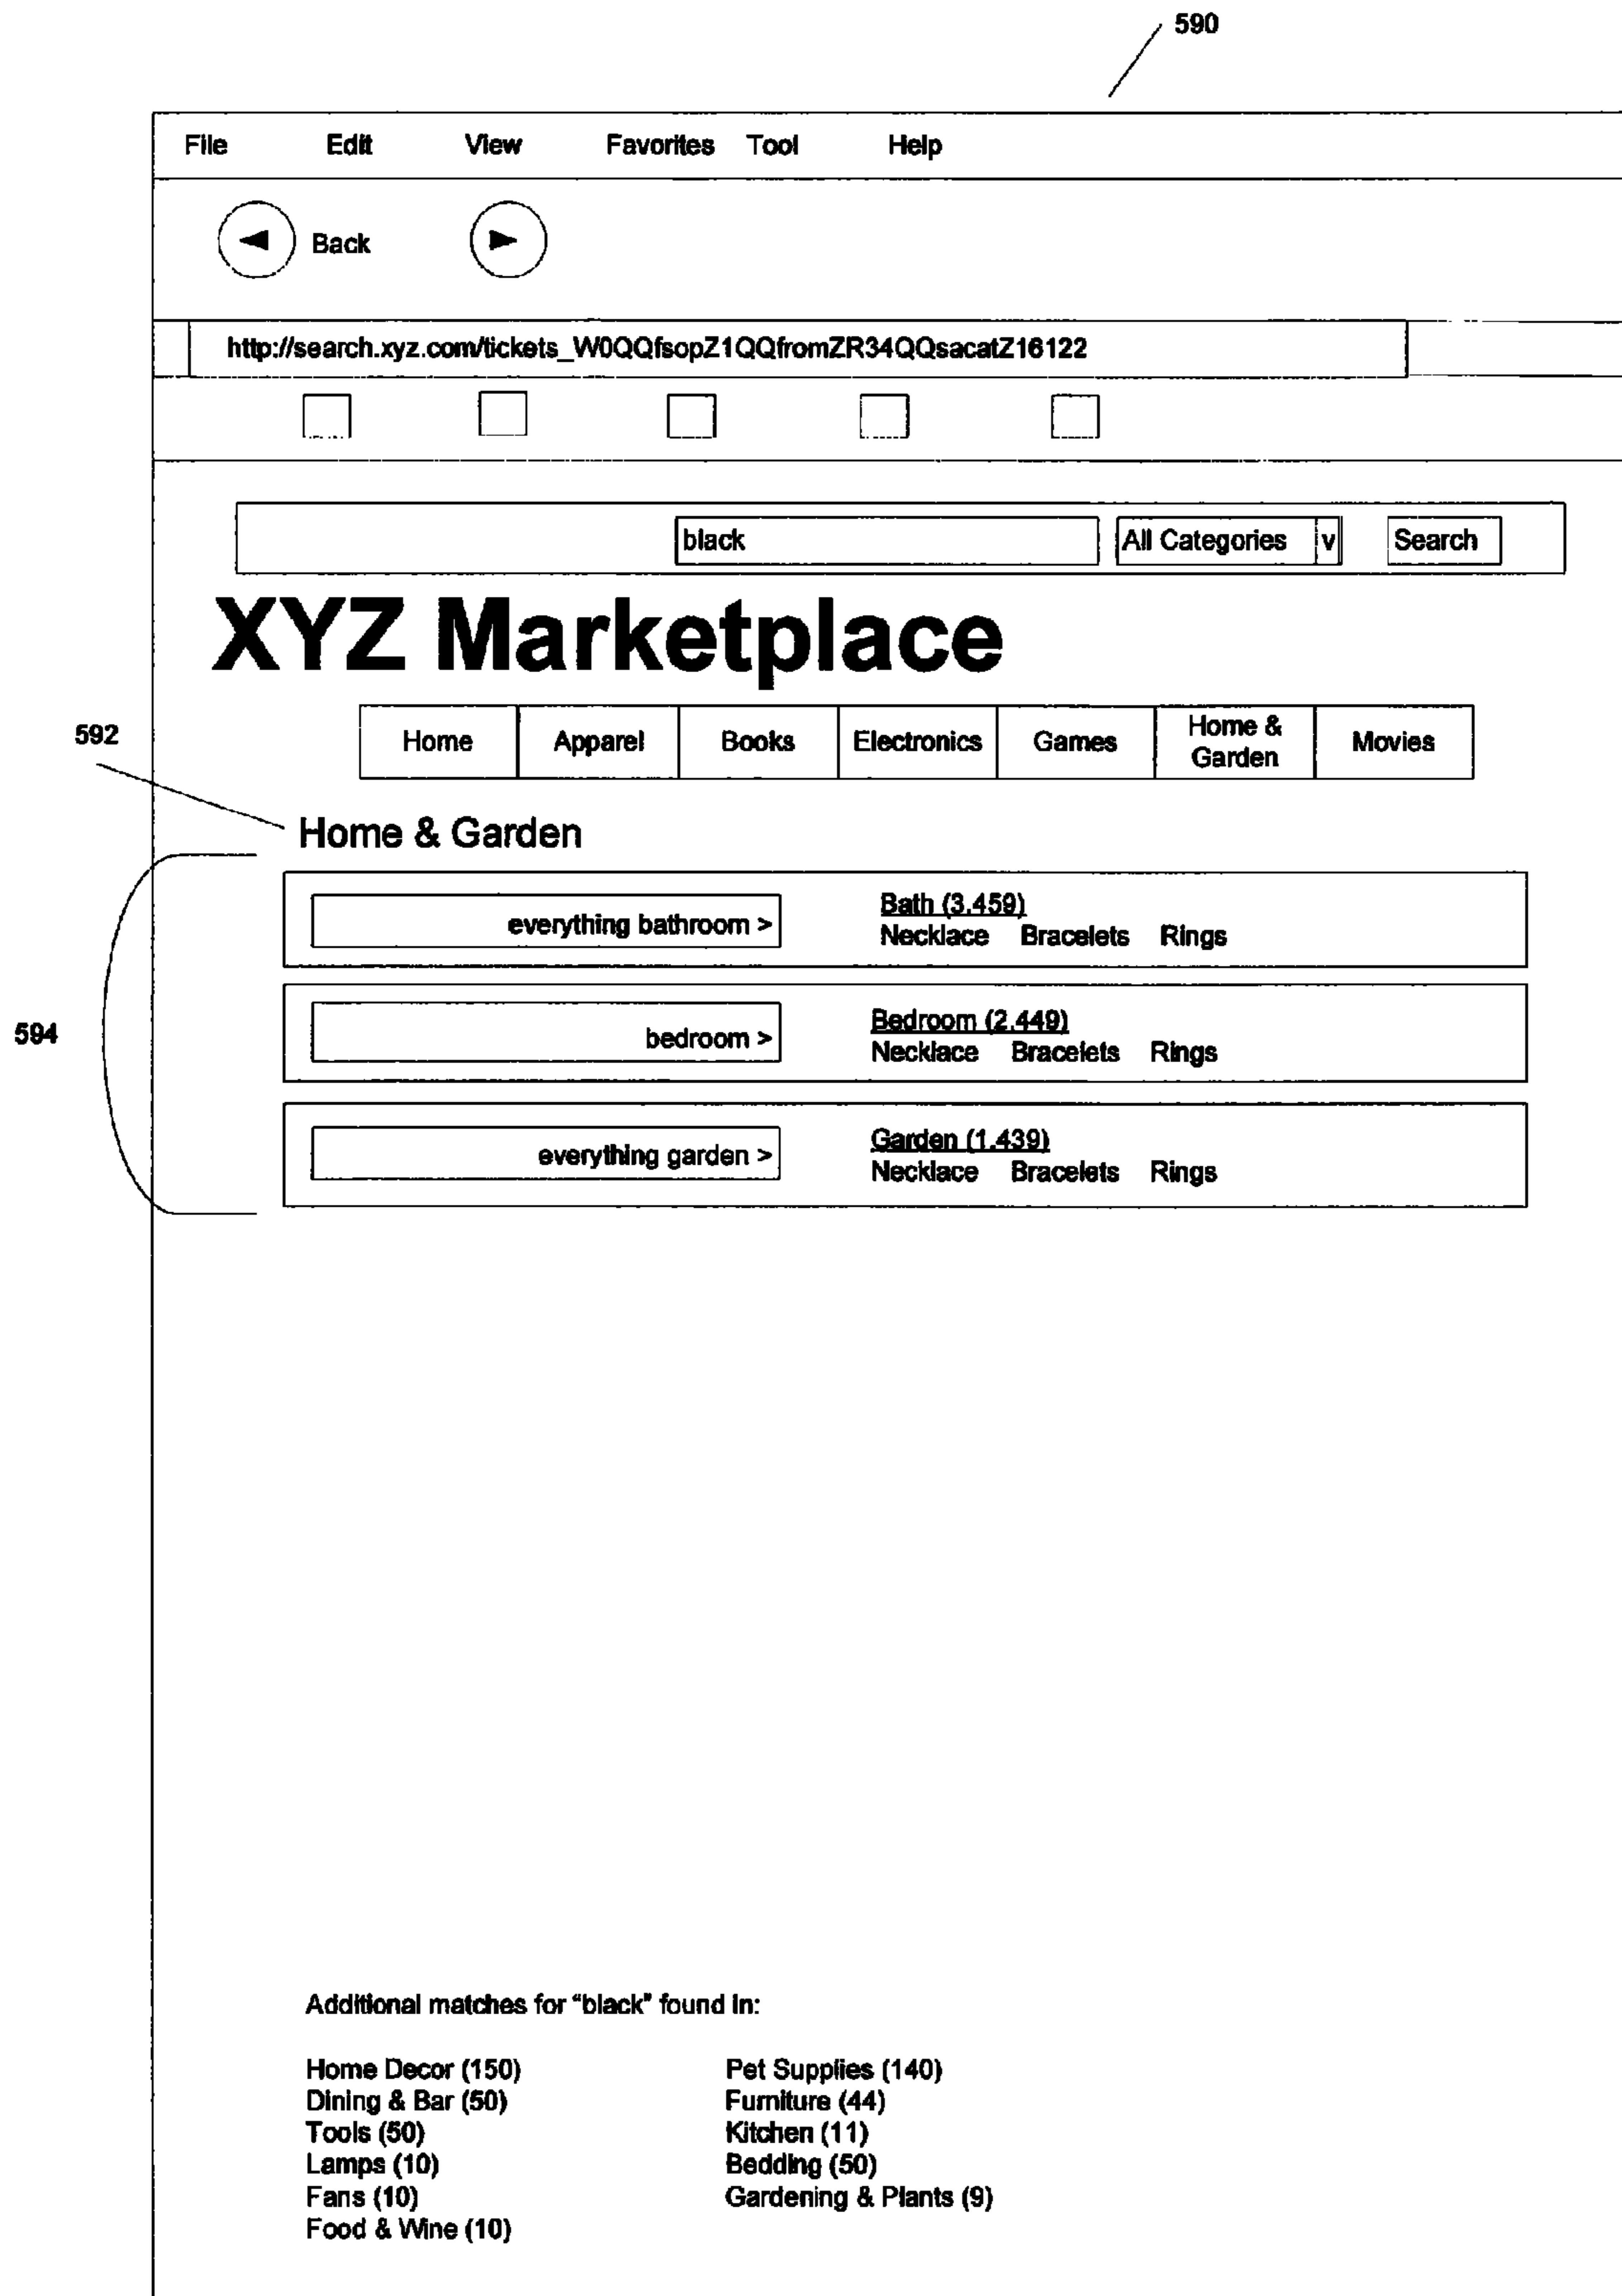 590
File Edit View Favorites Tool Help
Back
http://search.xyz.com/tickets_W0QQfsopZ1QQfromZR34QQsacatZ16122
black All Categories v Search
XYZ Marketplace
592
Home Apparel Books Electronics Games Home & Garden Movies
Home & Garden
594
everything bathroom >
Bath (3,459)
Necklace Bracelets Rings
bedroom >
Bedroom (2,449)
Necklace Bracelets Rings
everything garden >
Garden (1,439)
Necklace Bracelets Rings
Additional matches for "black" found in:
Home Decor (150) Pet Supplies (140)
Dining & Bar (50) Furniture (44)
Tools (50) Kitchen (11)
Lamps (10) Bedding (50)
Fans (10) Gardening & Plants (9)
Food & Wine (10)